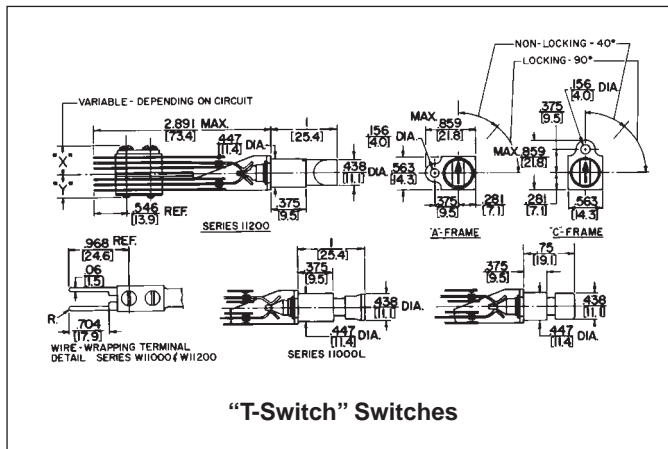 NON-LOCKING-40°
LOCKING-90°
.156 DIA.
[4.0]
.375
[9.5]
VARIABLE-DEPENDING ON CIRCUIT
2.891 MAX.
[73.4]
1
[25.4]
.447 DIA.
[11.4]
.438 DIA.
[11.1]
"X"
"Y"
.546 REF.
[13.9]
.375
[9.5]
SERIES 11200
MAX. .859
[21.8]
.156 DIA.
[4.0]
.563
[14.3]
.375
[9.5]
.281
[7.1]
"A"-FRAME
MAX. .859
[21.8]
.281
[7.1]
.563
[14.3]
"C"-FRAME
.968 REF.
[24.6]
.06
[1.5]
R.
.704
[17.9]
WIRE-WRAPPING TERMINAL
DETAIL SERIES W11000 & W11200
1
[25.4]
.375
[9.5]
.438 DIA.
[11.1]
.447 DIA.
[11.4]
SERIES 11000L
.75
[19.1]
.375
[9.5]
.438
[11.1] DIA.
.447 DIA.
[11.4]
“T-Switch” Switches